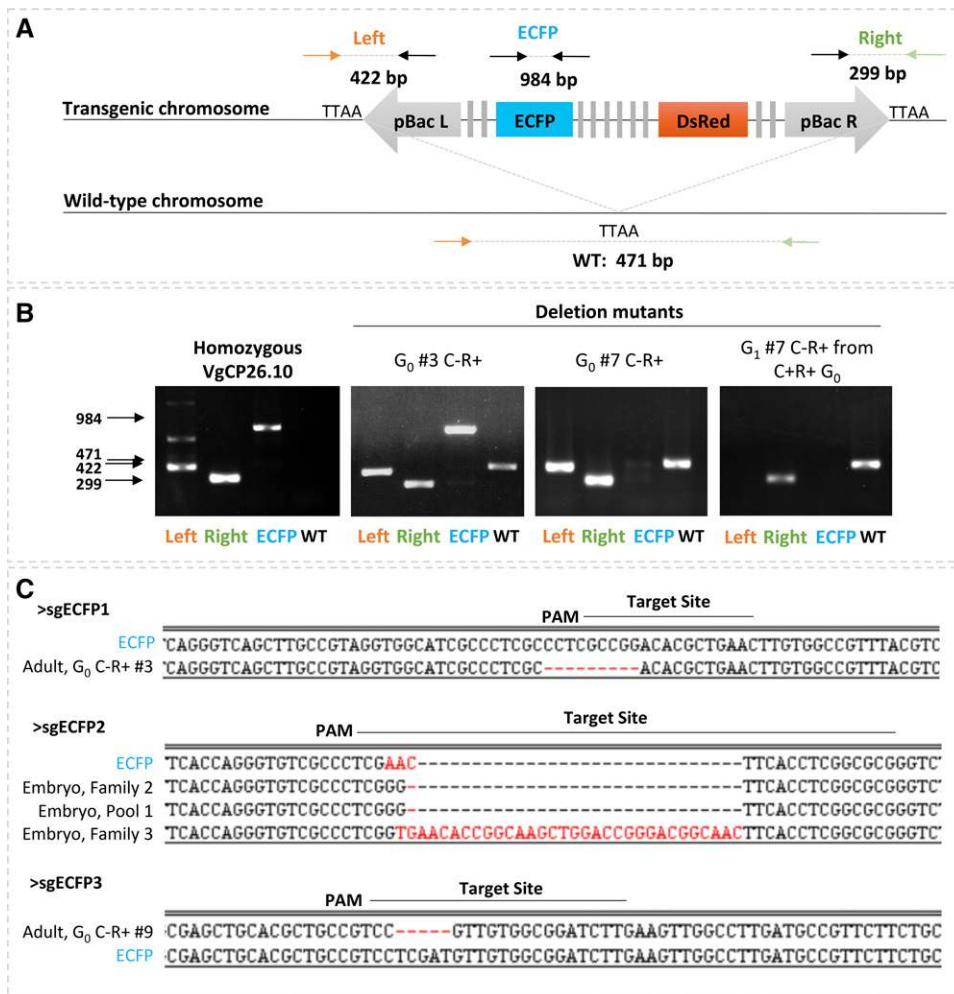 A
Left
ECFP
Right
422 bp
984 bp
299 bp
Transgenic chromosome
TTAA
pBac L
ECFP
DsRed
pBac R
TTAA
Wild-type chromosome
TTAA
WT: 471 bp
B
Deletion mutants
Homozygous
VgCP26.10
G0 #3 C-R+
G0 #7 C-R+
G1 #7 C-R+ from
C+R+ G0
984
471
422
299
Left Right ECFP WT
Left Right ECFP WT
Left Right ECFP WT
Left Right ECFP WT
C
>sgECFP1
PAM
Target Site
ECFP
CAGGGTCAGCTTGCCGTAGGTGGCATCGCCCTCGCCCTCGCCGGACACGCTGAACTTGTGGCCGTTTACGTC
Adult, G0 C-R+ #3
CAGGGTCAGCTTGCCGTAGGTGGCATCGCCCTCGC---------ACACGCTGAACTTGTGGCCGTTTACGTC
>sgECFP2
PAM
Target Site
ECFP
TCACCAGGGTGTCGCCCTCGAAC------------------------------TTCACCTCGGCGCGGGTC
Embryo, Family 2
TCACCAGGGTGTCGCCCTCGGG-------------------------------TTCACCTCGGCGCGGGTC
Embryo, Pool 1
TCACCAGGGTGTCGCCCTCGGG-------------------------------TTCACCTCGGCGCGGGTC
Embryo, Family 3
TCACCAGGGTGTCGCCCTCGGTGAACACCGGCAAGCTGGACCGGGACGGCAACTTCACCTCGGCGCGGGTC
>sgECFP3
PAM
Target Site
Adult, G0 C-R+ #9
CGAGCTGCACGCTGCCGTCC-----GTTGTGGCGGATCTTGAAGTTGGCCTTGATGCCGTTCTTCTGC
ECFP
CGAGCTGCACGCTGCCGTCCTCGATGTTGTGGCGGATCTTGAAGTTGGCCTTGATGCCGTTCTTCTGC